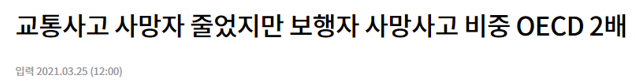 교통사고 사망자 줄었지만 보행자 사망사고 비중 OECD 2배
입력 2021.03.25 (12:00)